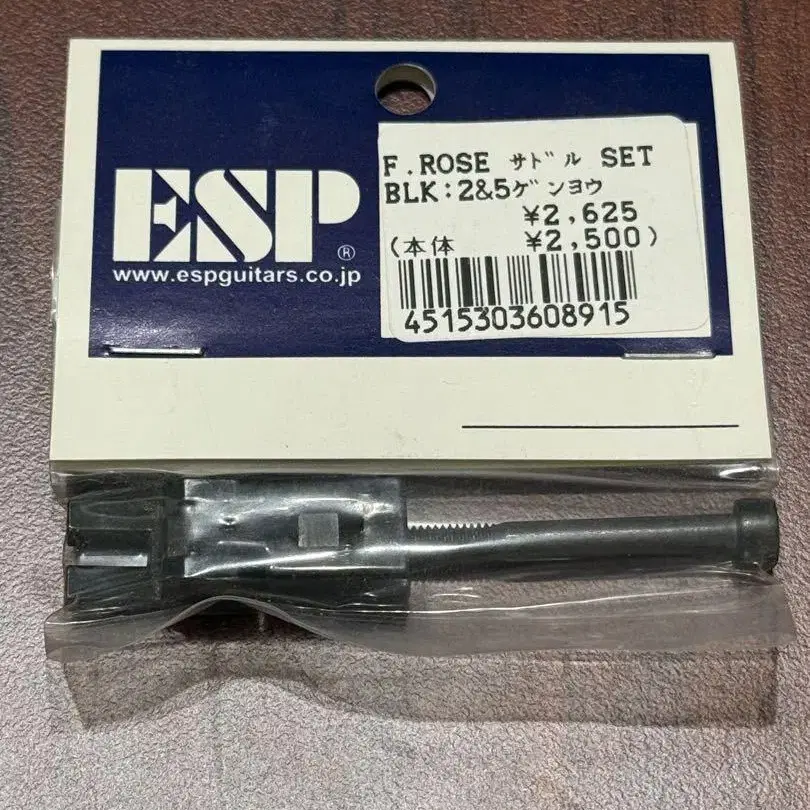 ESP®
www.espguitars.co.jp
F.ROSE ｻﾄﾞﾙ SET
BLK:2&5ｹﾞﾝﾖｳ
¥2,625
(本体 ¥2,500)
4515303608915